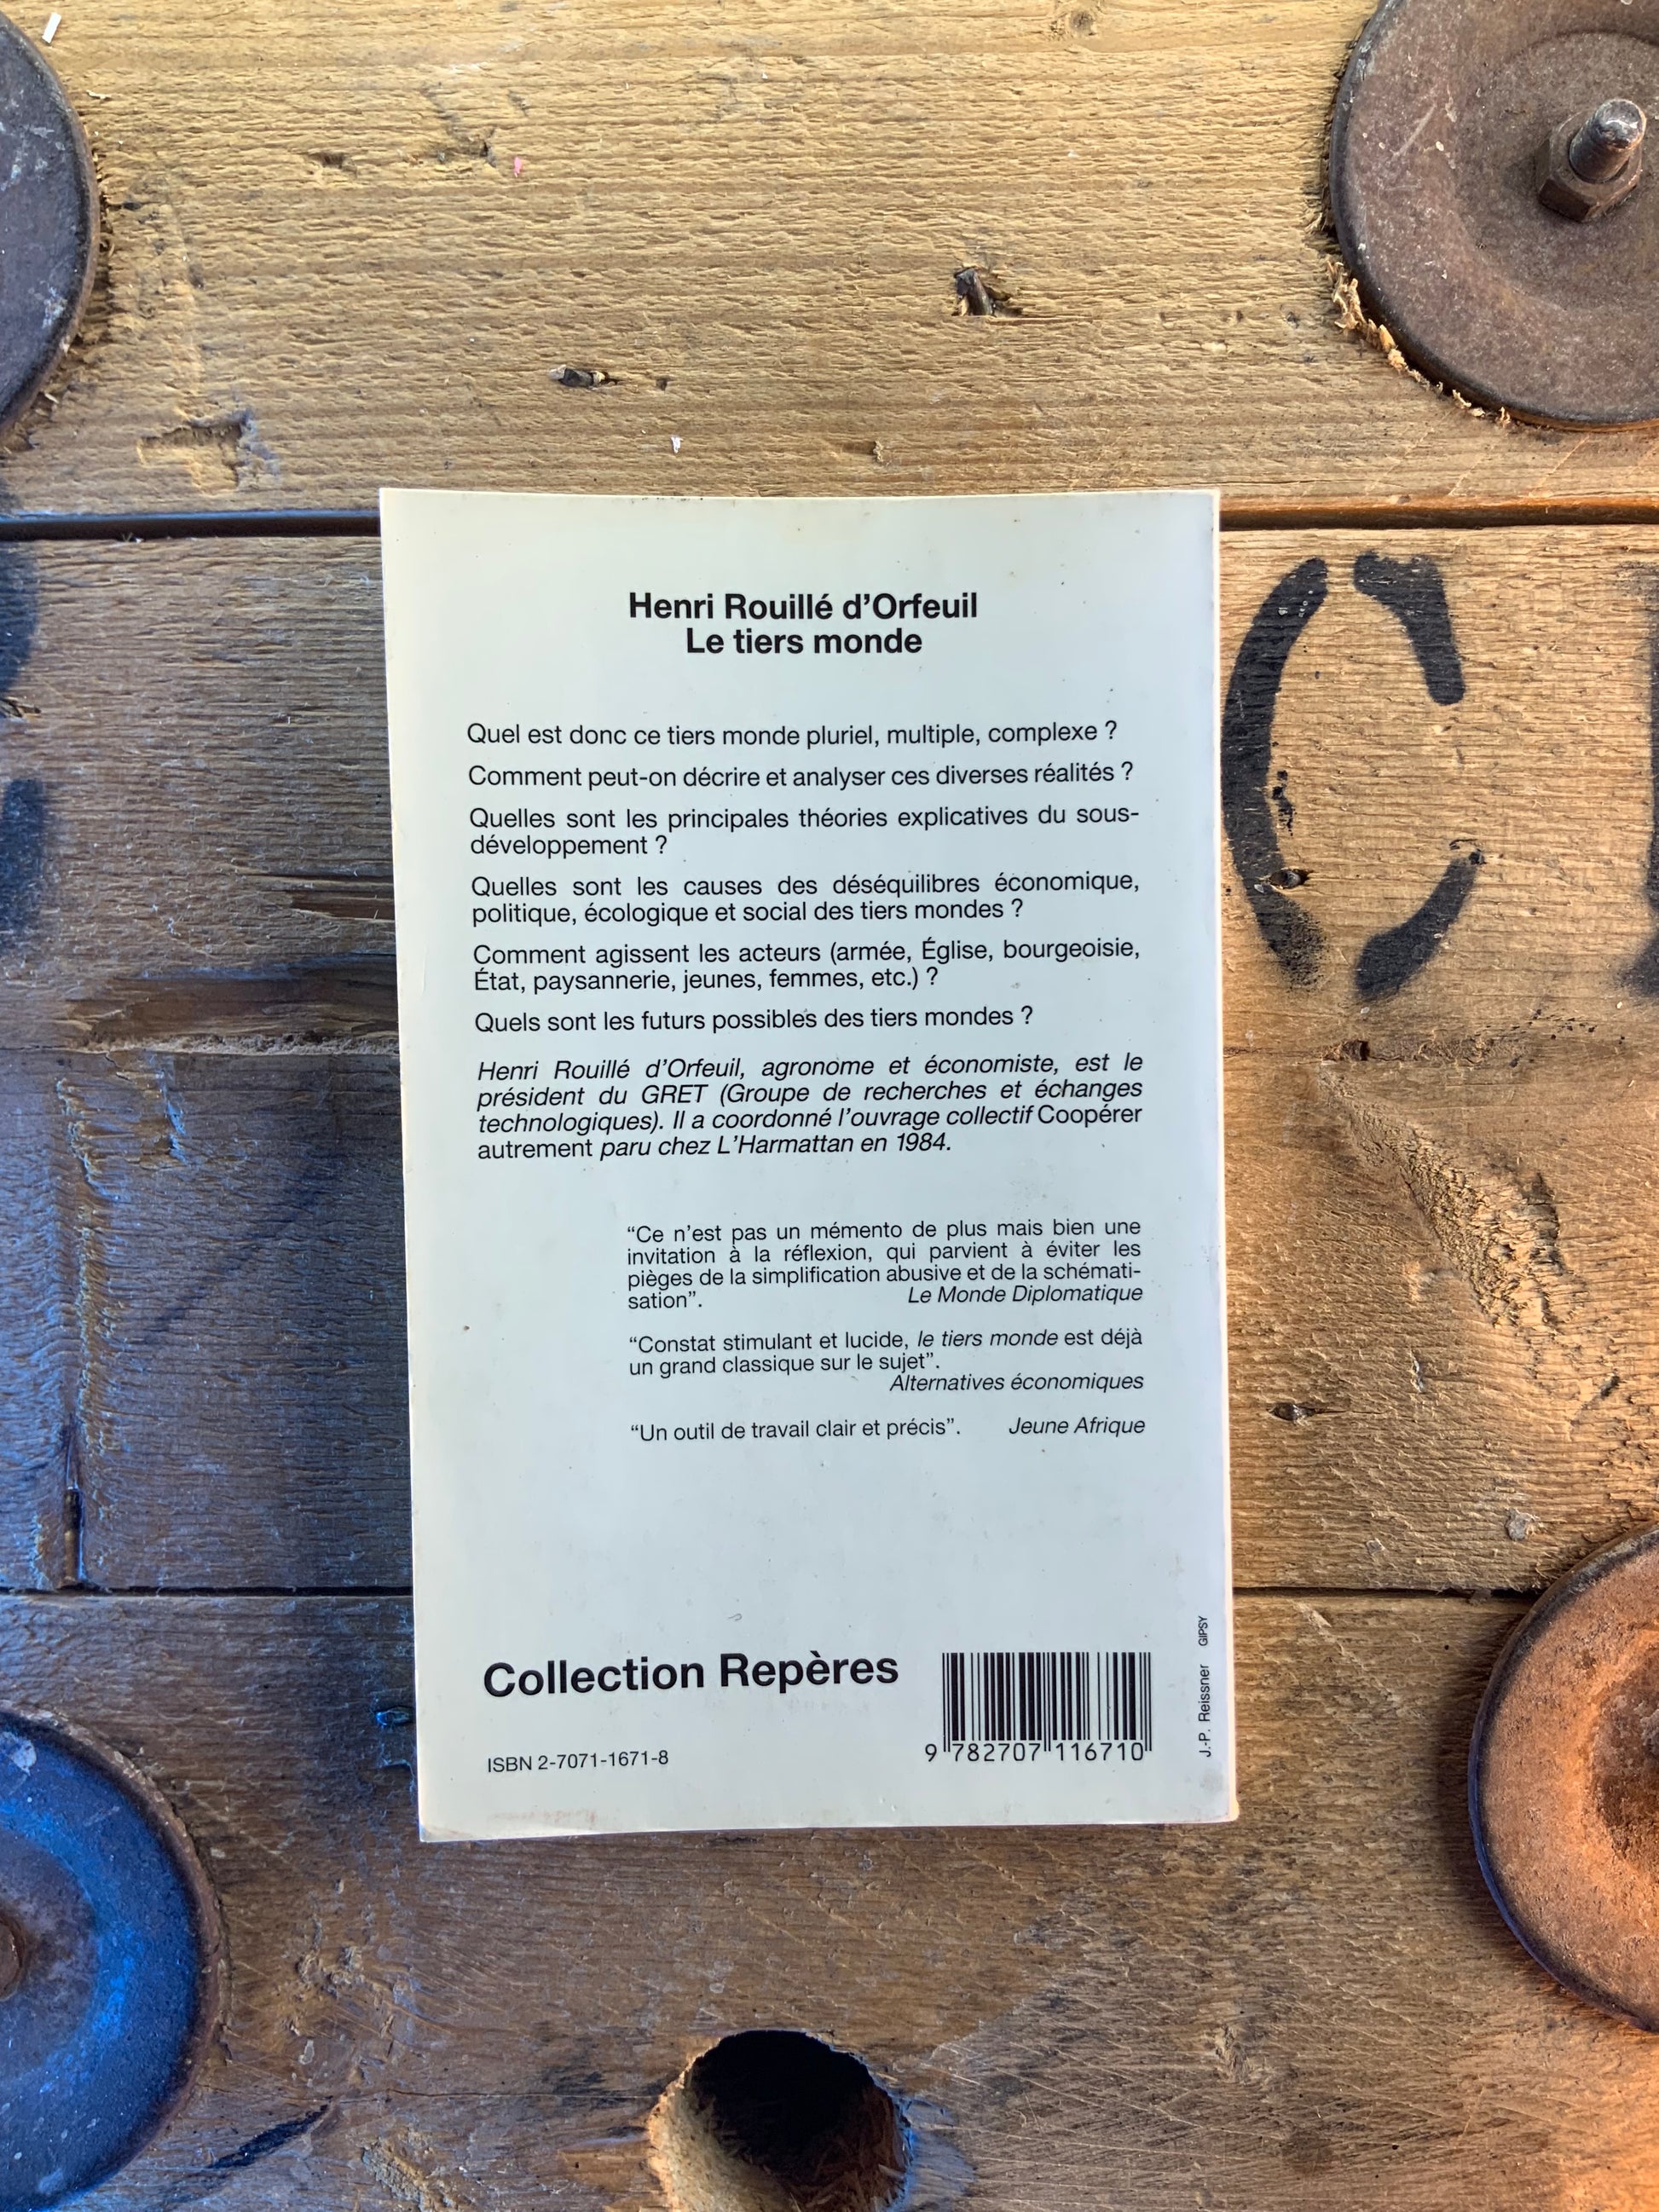 Henri Rouillé d’Orfeuil
Le tiers monde
Quel est donc ce tiers monde pluriel, multiple, complexe ?
Comment peut-on décrire et analyser ces diverses réalités ?
Quelles sont les principales théories explicatives du sous-
développement ?
Quelles sont les causes des déséquilibres économique,
politique, écologique et social des tiers mondes ?
Comment agissent les acteurs (armée, Église, bourgeoisie,
État, paysannerie, jeunes, femmes, etc.) ?
Quels sont les futurs possibles des tiers mondes ?
Henri Rouillé d’Orfeuil, agronome et économiste, est le
président du GRET (Groupe de recherches et échanges
technologiques). Il a coordonné l’ouvrage collectif Coopérer
autrement paru chez L’Harmattan en 1984.
“Ce n’est pas un mémento de plus mais bien une
invitation à la réflexion, qui parvient à éviter les
pièges de la simplification abusive et de la schémati-
sation”. Le Monde Diplomatique
“Constat stimulant et lucide, le tiers monde est déjà
un grand classique sur le sujet”.
Alternatives économiques
“Un outil de travail clair et précis”. Jeune Afrique
Collection Repères
ISBN 2-7071-1671-8
9 782707 116710
J.-P. Reissner GIPSY
C